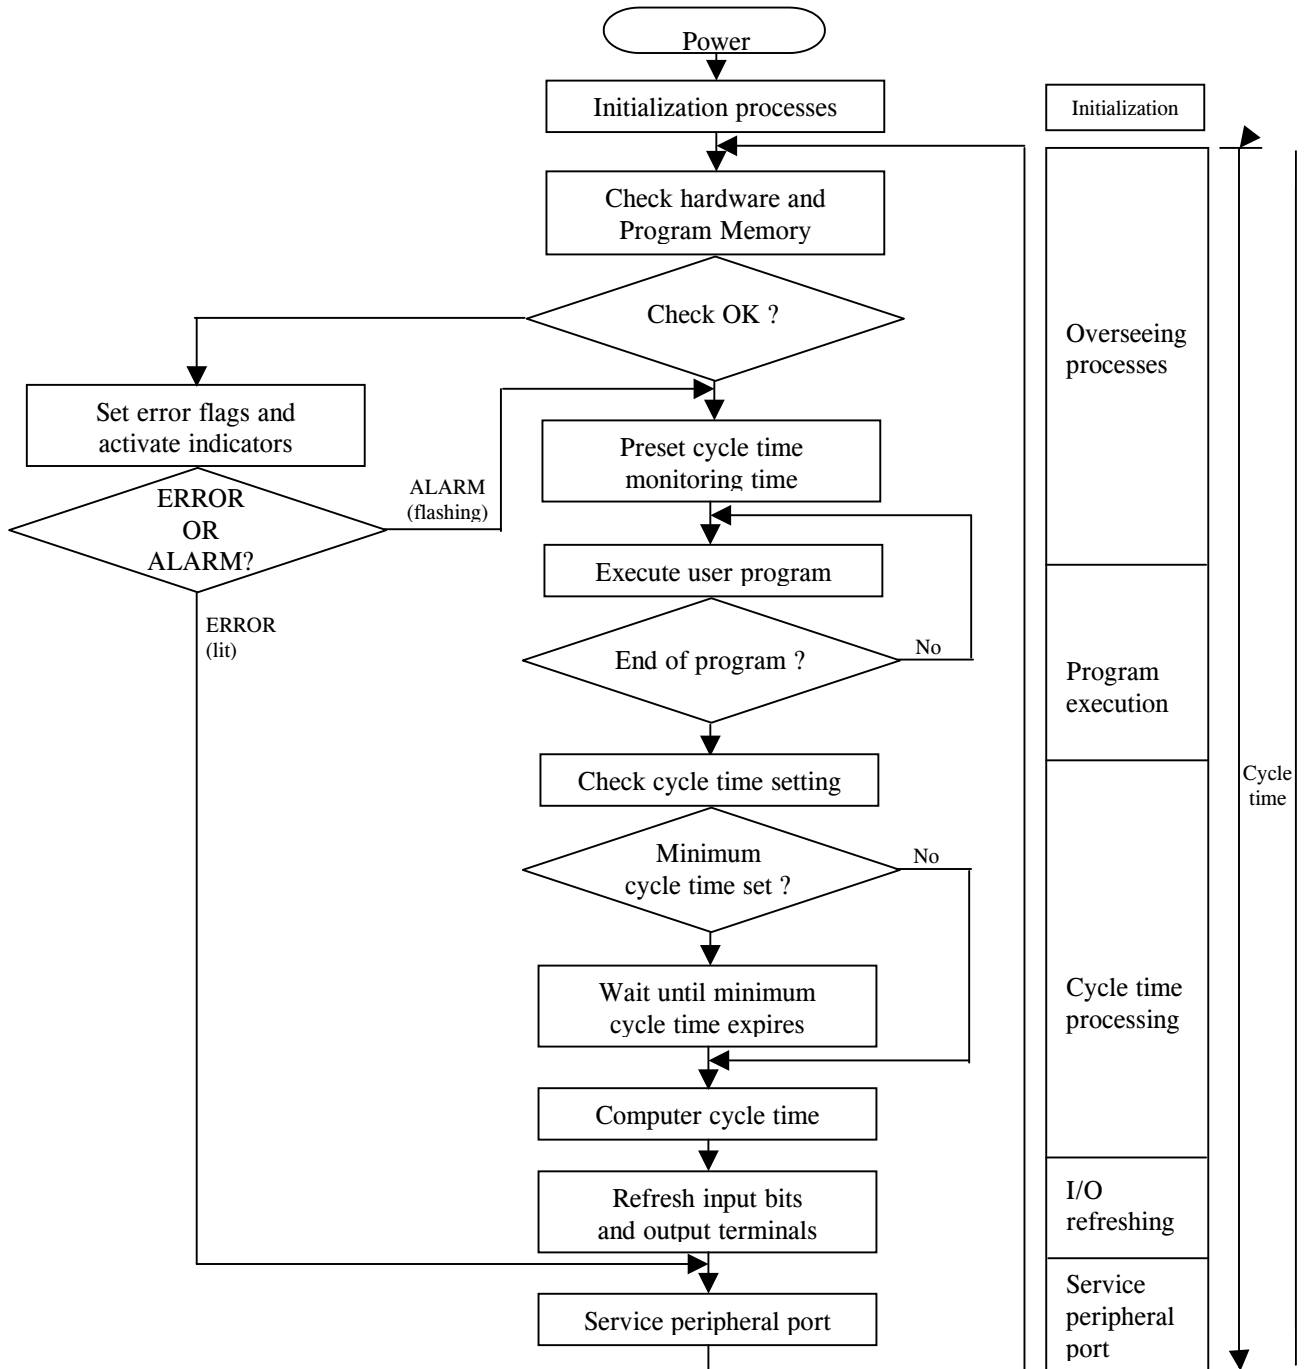 Power
Initialization processes
Initialization
Check hardware and
Program Memory
Check OK ?
Overseeing
processes
Set error flags and
activate indicators
Preset cycle time
monitoring time
ERROR
OR
ALARM?
ALARM
(flashing)
Execute user program
ERROR
(lit)
End of program ?
No
Program
execution
Check cycle time setting
Cycle
time
Minimum
cycle time set ?
No
Wait until minimum
cycle time expires
Cycle time
processing
Computer cycle time
Refresh input bits
and output terminals
I/O
refreshing
Service peripheral port
Service
peripheral
port